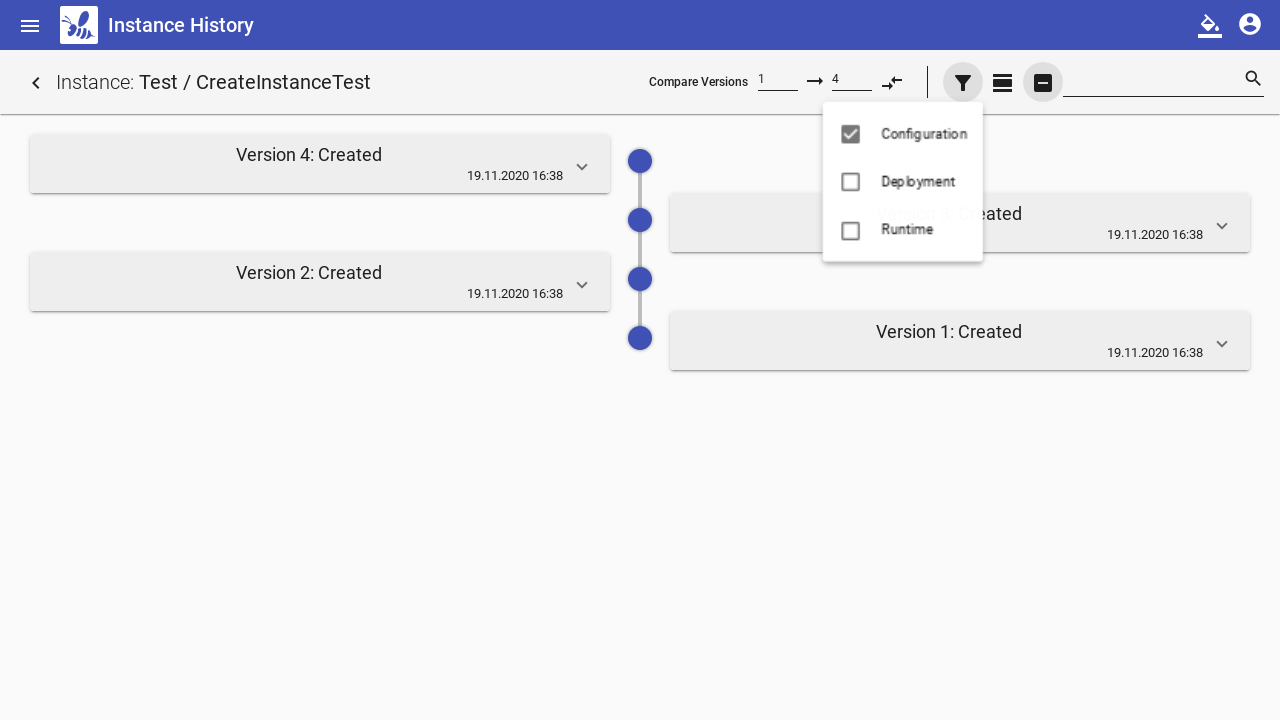 Instance History
Instance: Test / CreateInstanceTest
Compare Versions 1 4
Configuration
Deployment
Runtime
Version 4: Created
19.11.2020 16:38
Created
19.11.2020 16:38
Version 2: Created
19.11.2020 16:38
Version 1: Created
19.11.2020 16:38